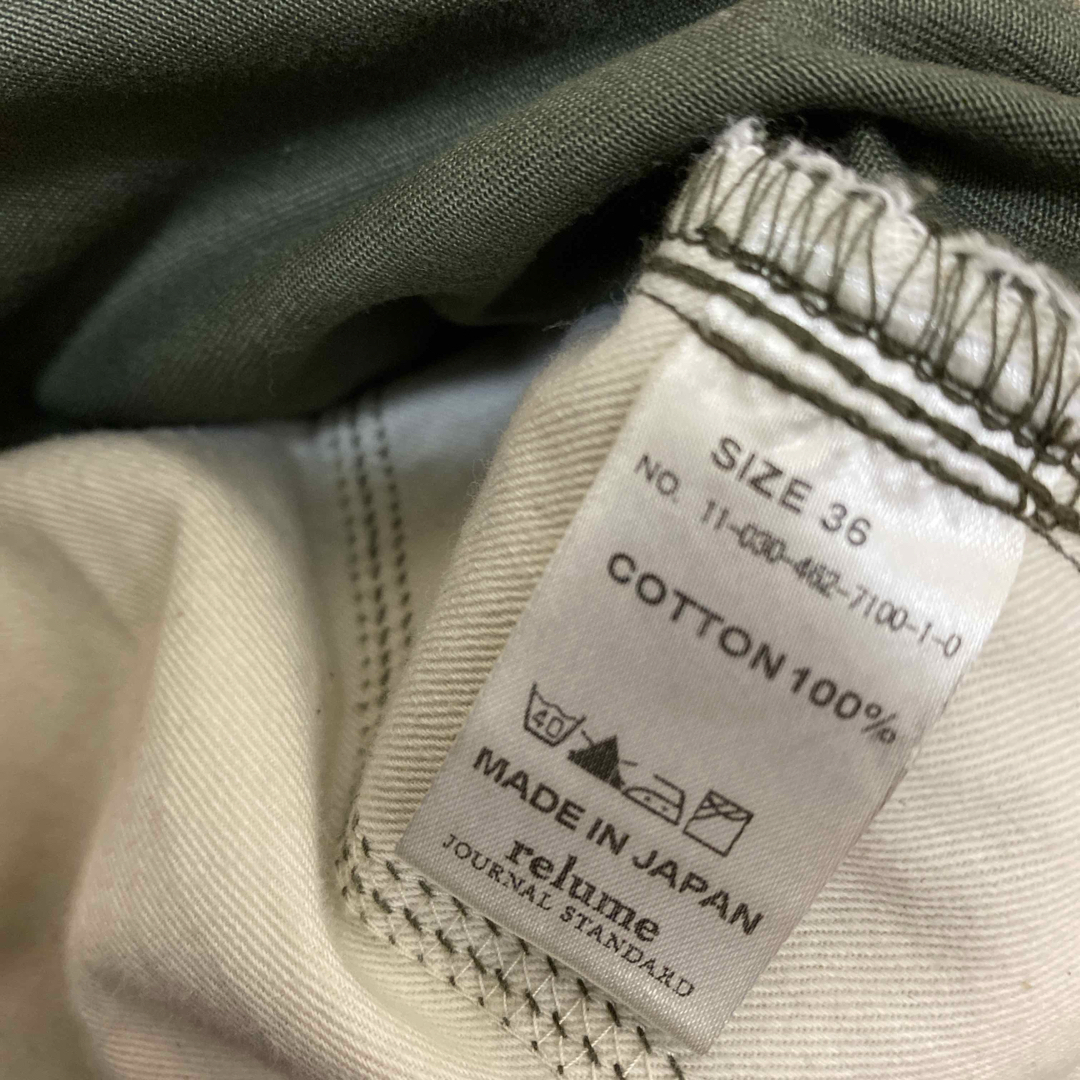 SIZE 36
NO. 11-030-462-7100-1-0
COTTON 100%
40
MADE IN JAPAN
relume
JOURNAL STANDARD